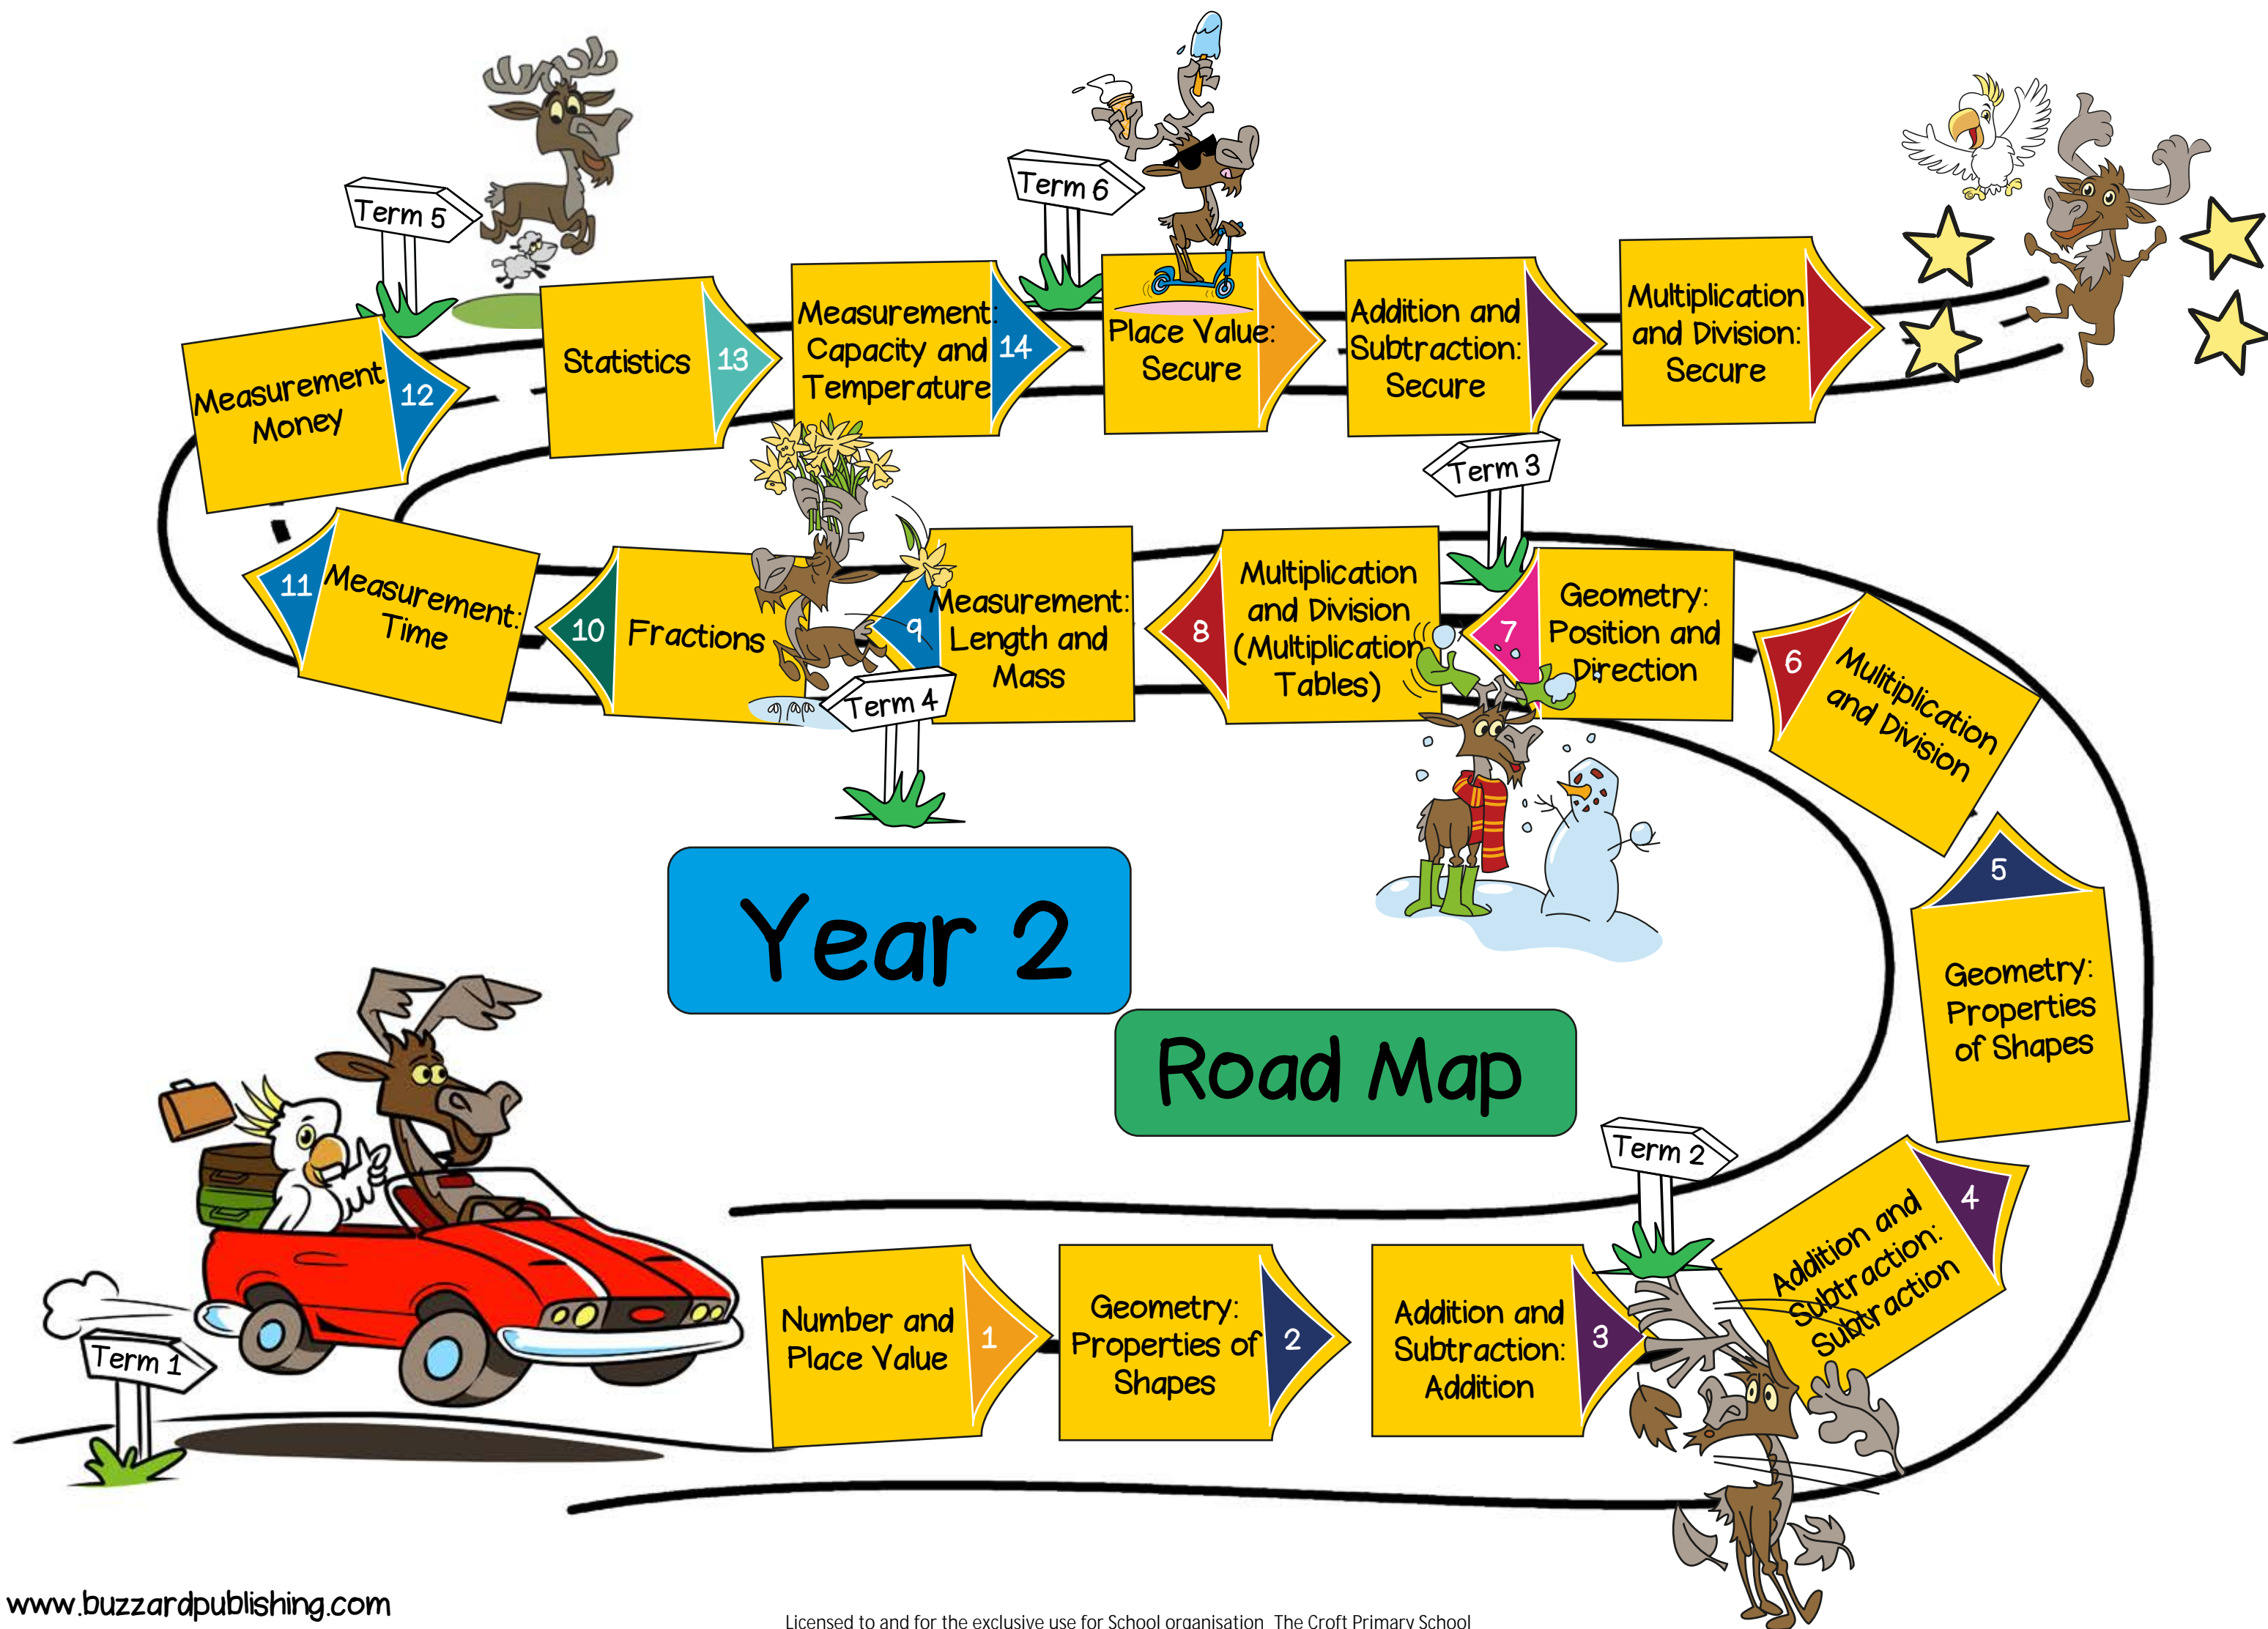 Term 5
Term 6
Measurement
Money
12
Statistics
13
Measurement:
Capacity and
Temperature
14
Place Value:
Secure
Addition and
Subtraction:
Secure
Multiplication
and Division:
Secure
Term 3
11
Measurement:
Time
10
Fractions
9
Measurement:
Length and
Mass
8
Multiplication
and Division
(Multiplication
Tables)
7
Geometry:
Position and
Direction
6
Mulitiplication
and Division
Term 4
5
Geometry:
Properties
of Shapes
Year 2
Road Map
Term 2
4
Addition and
Subtraction:
Subtraction
Term 1
Number and
Place Value
1
Geometry:
Properties of
Shapes
2
Addition and
Subtraction:
Addition
3
www.buzzardpublishing.com
Licensed to and for the exclusive use for School organisation The Croft Primary School